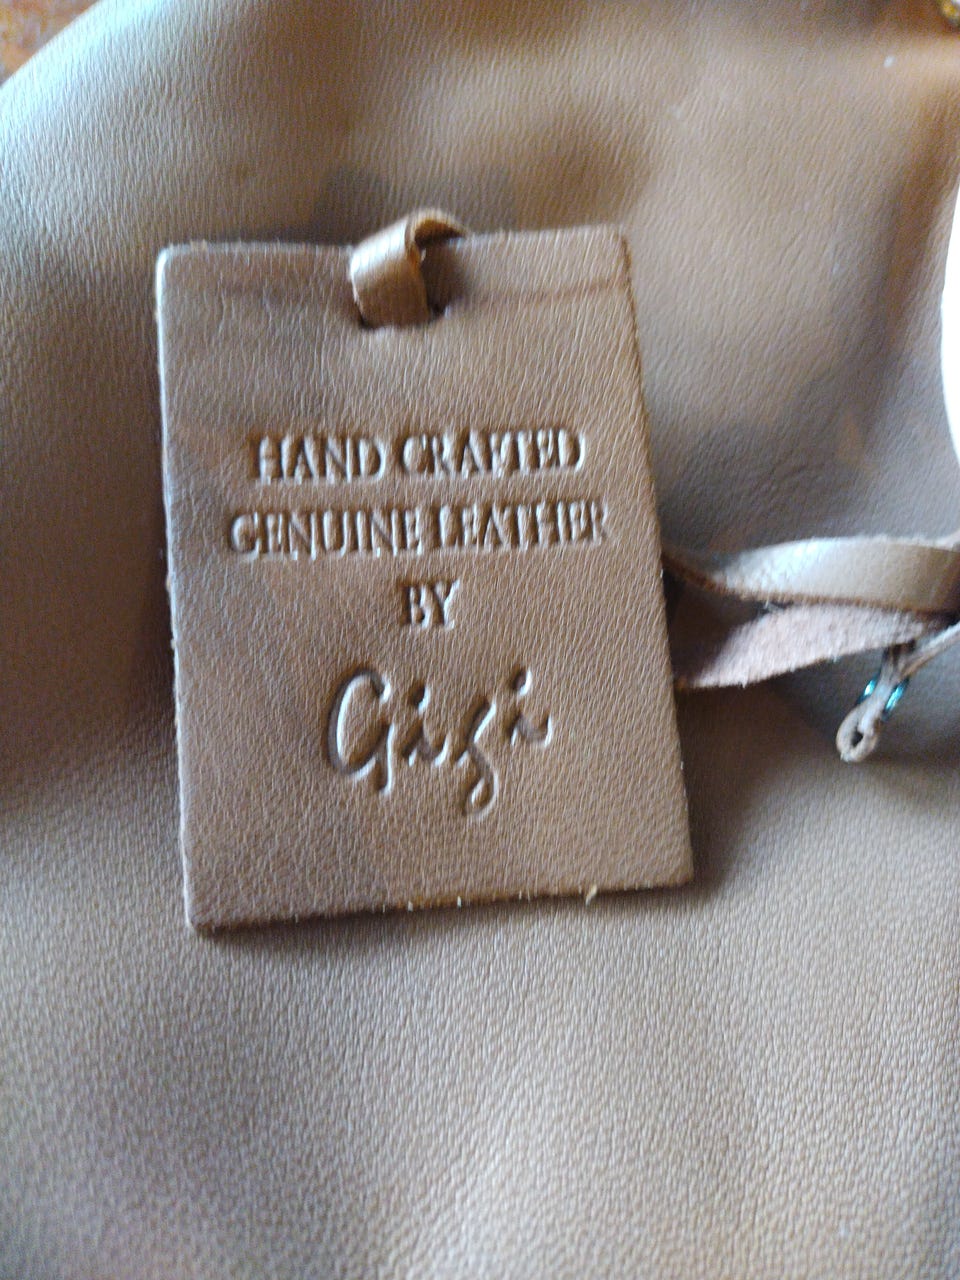 HAND CRAFTED
GENUINE LEATHER
BY
Gigi